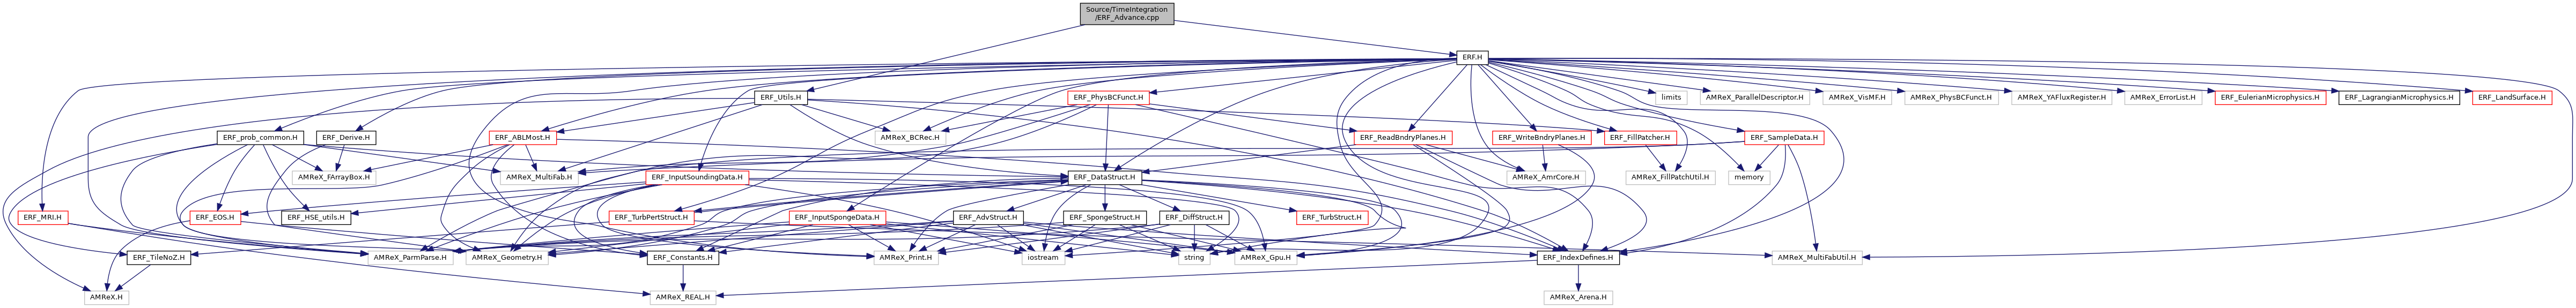 Source/TimeIntegration
/ERF_Advance.cpp
ERF.H
ERF_Utils.H
ERF_PhysBCFunct.H
limits
AMReX_ParallelDescriptor.H
AMReX_VisMF.H
AMReX_PhysBCFunct.H
AMReX_YAFluxRegister.H
AMReX_ErrorList.H
ERF_EulerianMicrophysics.H
ERF_LagrangianMicrophysics.H
ERF_LandSurface.H
ERF_prob_common.H
ERF_Derive.H
ERF_ABLMost.H
AMReX_BCRec.H
ERF_ReadBndryPlanes.H
ERF_WriteBndryPlanes.H
ERF_FillPatcher.H
ERF_SampleData.H
AMReX_FArrayBox.H
AMReX_MultiFab.H
ERF_InputSoundingData.H
ERF_DataStruct.H
AMReX_AmrCore.H
AMReX_FillPatchUtil.H
memory
ERF_MRI.H
ERF_EOS.H
ERF_HSE_utils.H
ERF_TurbPertStruct.H
ERF_InputSpongeData.H
ERF_AdvStruct.H
ERF_SpongeStruct.H
ERF_DiffStruct.H
ERF_TurbStruct.H
ERF_TileNoZ.H
AMReX_ParmParse.H
AMReX_Geometry.H
ERF_Constants.H
AMReX_Print.H
iostream
string
AMReX_Gpu.H
ERF_IndexDefines.H
AMReX_MultiFabUtil.H
AMReX.H
AMReX_REAL.H
AMReX_Arena.H